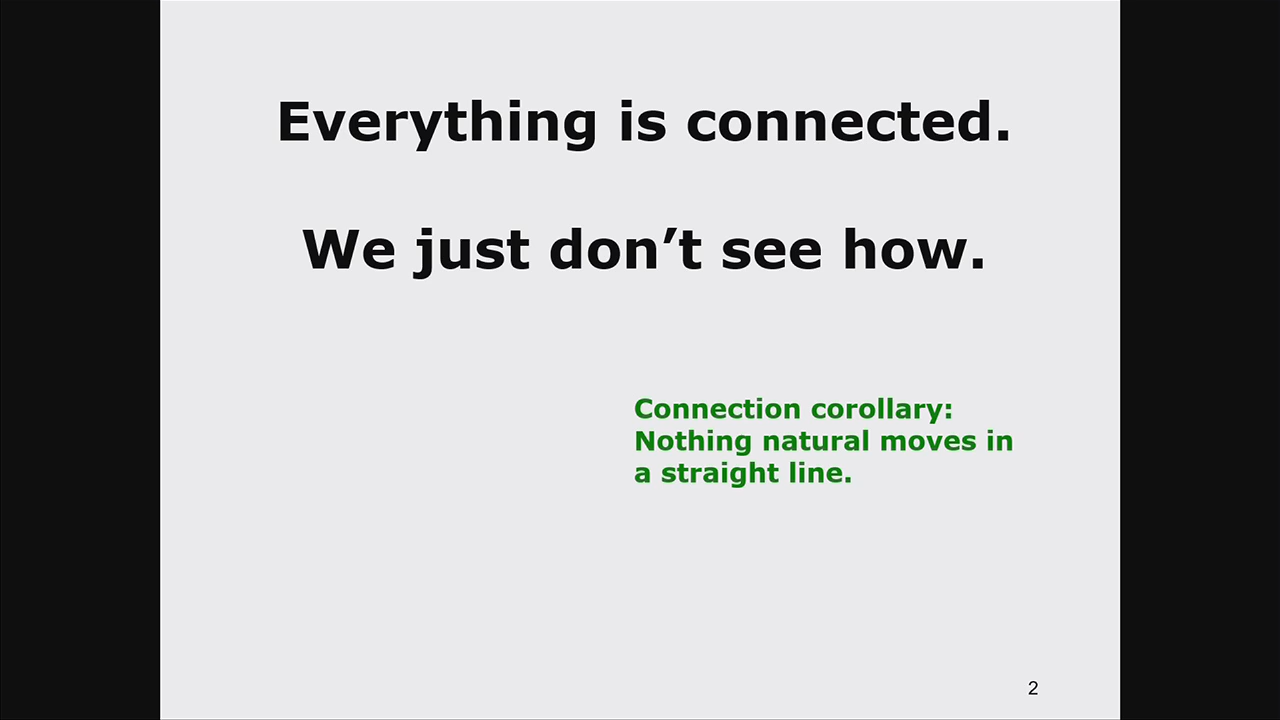 Everything is connected.
We just don’t see how.
Connection corollary:
Nothing natural moves in
a straight line.
2